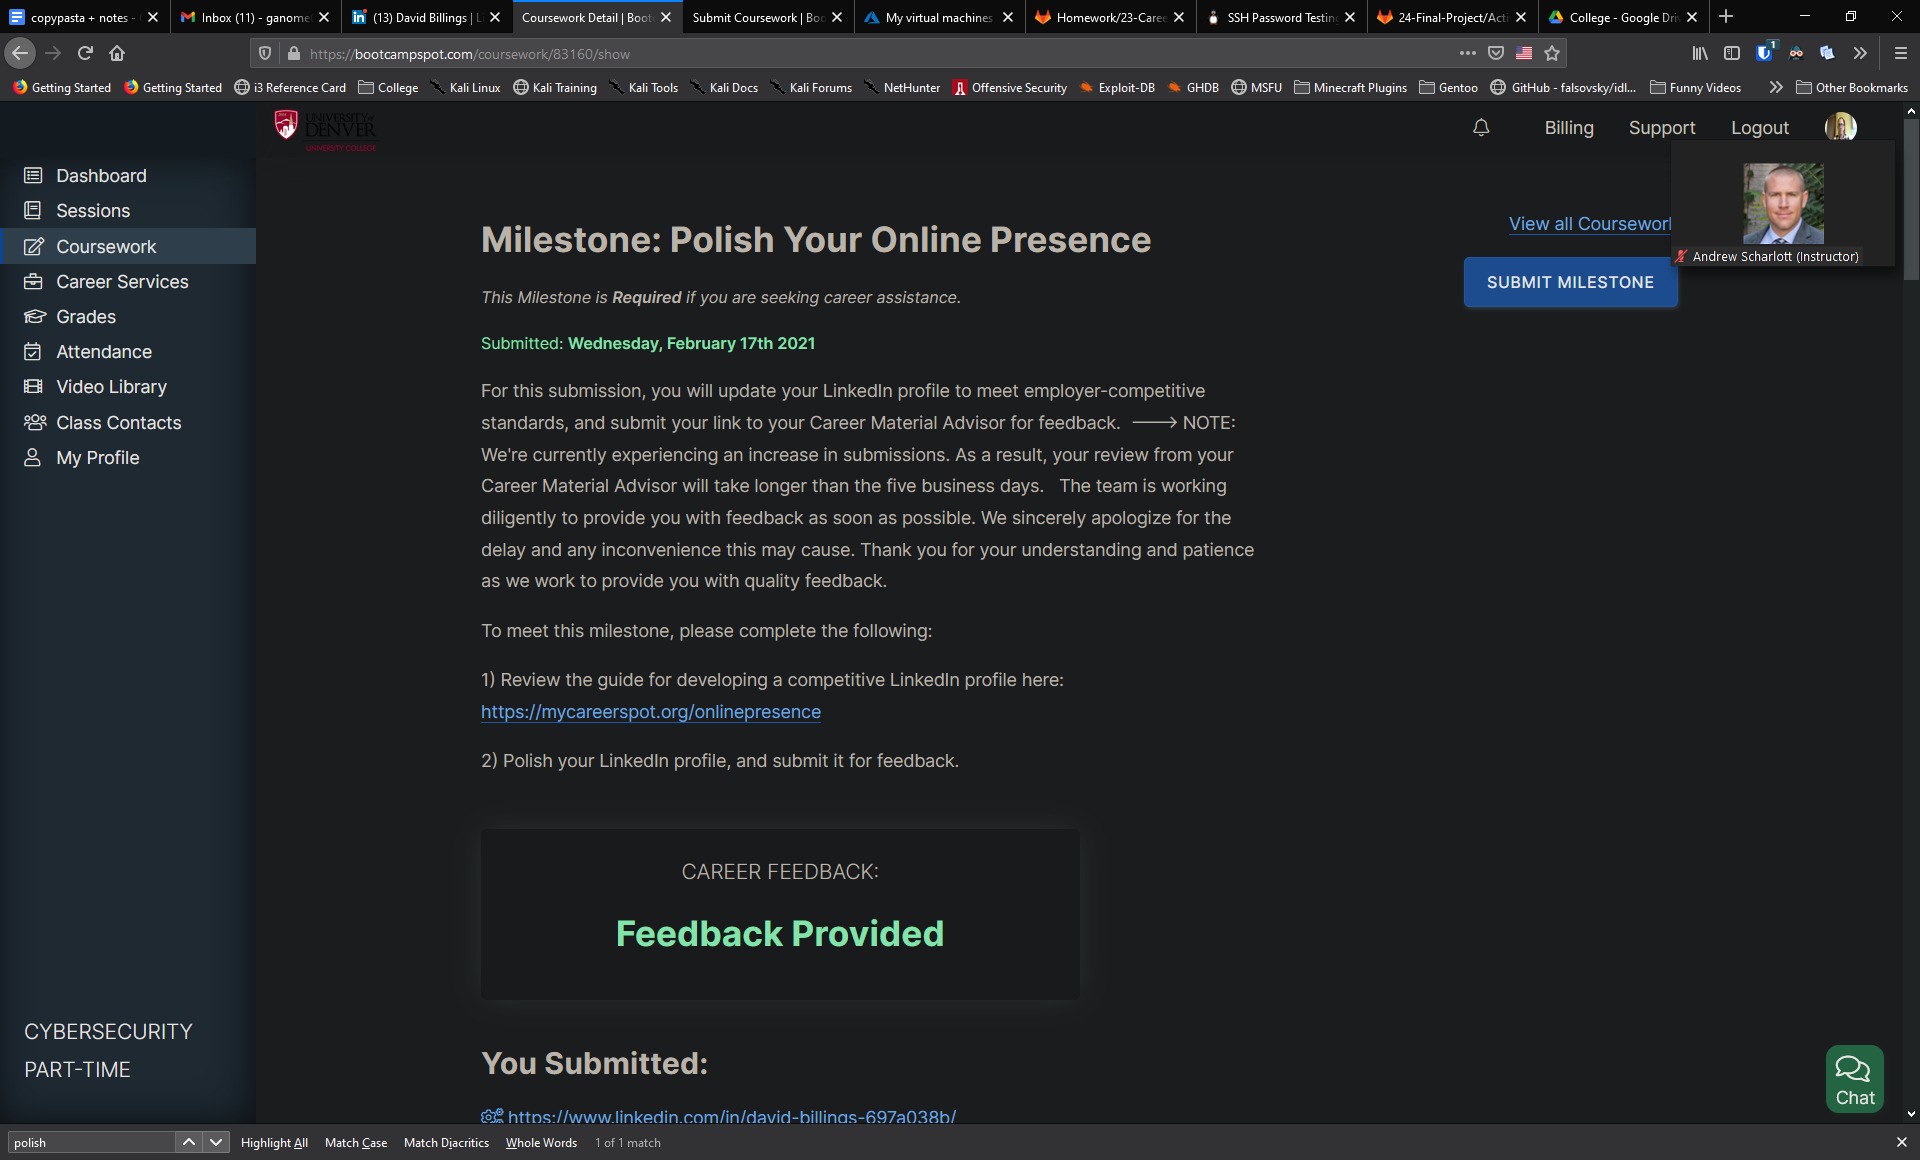 copypasta + notes -
Inbox (11) - ganome
(13) David Billings | L
Coursework Detail | Boot
Submit Coursework | Boo
My virtual machines
Homework/23-Caree
SSH Password Testing
24-Final-Project/Acti
College - Google Driv
https://bootcampspot.com/coursework/83160/show
1
Getting Started
Getting Started
i3 Reference Card
College
Kali Linux
Kali Training
Kali Tools
Kali Docs
Kali Forums
NetHunter
Offensive Security
Exploit-DB
GHDB
MSFU
Minecraft Plugins
Gentoo
GitHub - falsovsky/idl...
Funny Videos
Other Bookmarks
UNIVERSITY of
DENVER
UNIVERSITY COLLEGE
Billing
Support
Logout
Dashboard
Sessions
Coursework
Career Services
Grades
Attendance
Video Library
Class Contacts
My Profile
CYBERSECURITY
PART-TIME
Milestone: Polish Your Online Presence
View all Coursework
SUBMIT MILESTONE
Andrew Scharlott (Instructor)
This Milestone is Required if you are seeking career assistance.
Submitted: Wednesday, February 17th 2021
For this submission, you will update your LinkedIn profile to meet employer-competitive
standards, and submit your link to your Career Material Advisor for feedback. ---> NOTE:
We're currently experiencing an increase in submissions. As a result, your review from your
Career Material Advisor will take longer than the five business days. The team is working
diligently to provide you with feedback as soon as possible. We sincerely apologize for the
delay and any inconvenience this may cause. Thank you for your understanding and patience
as we work to provide you with quality feedback.
To meet this milestone, please complete the following:
1) Review the guide for developing a competitive LinkedIn profile here:
https://mycareerspot.org/onlinepresence
2) Polish your LinkedIn profile, and submit it for feedback.
CAREER FEEDBACK:
Feedback Provided
You Submitted:
https://www.linkedin.com/in/david-billings-697a038b/
Chat
polish
Highlight All
Match Case
Match Diacritics
Whole Words
1 of 1 match